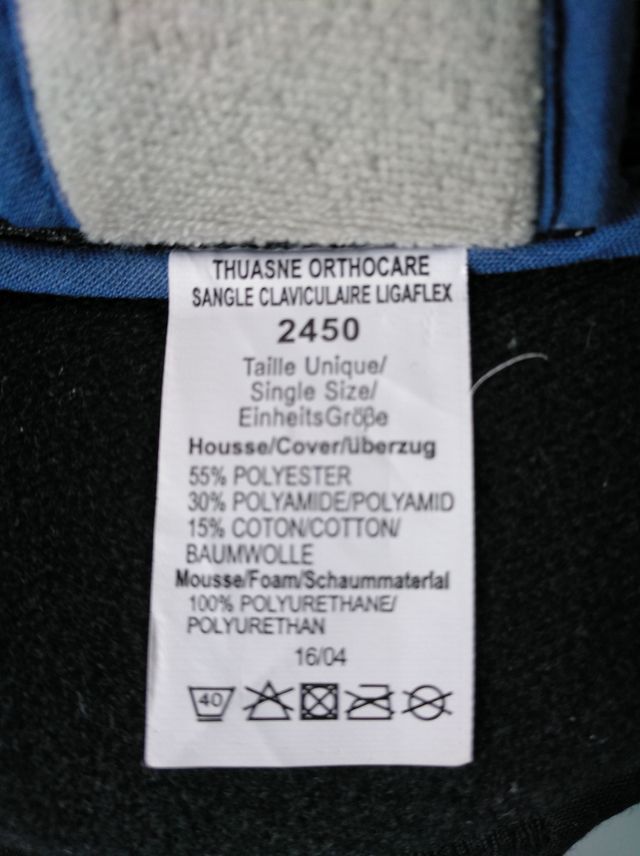 THUASNE ORTHOCARE
SANGLE CLAVICULAIRE LIGAFLEX
2450
Taille Unique/
Single Size/
EinheitsGröβe
Housse/Cover/überzug
55% POLYESTER
30% POLYAMIDE/POLYAMID
15% COTON/COTTON/
BAUMWOLLE
Mousse/Foam/Schaummaterial
100% POLYURETHANE/
POLYURETHAN
16/04
40